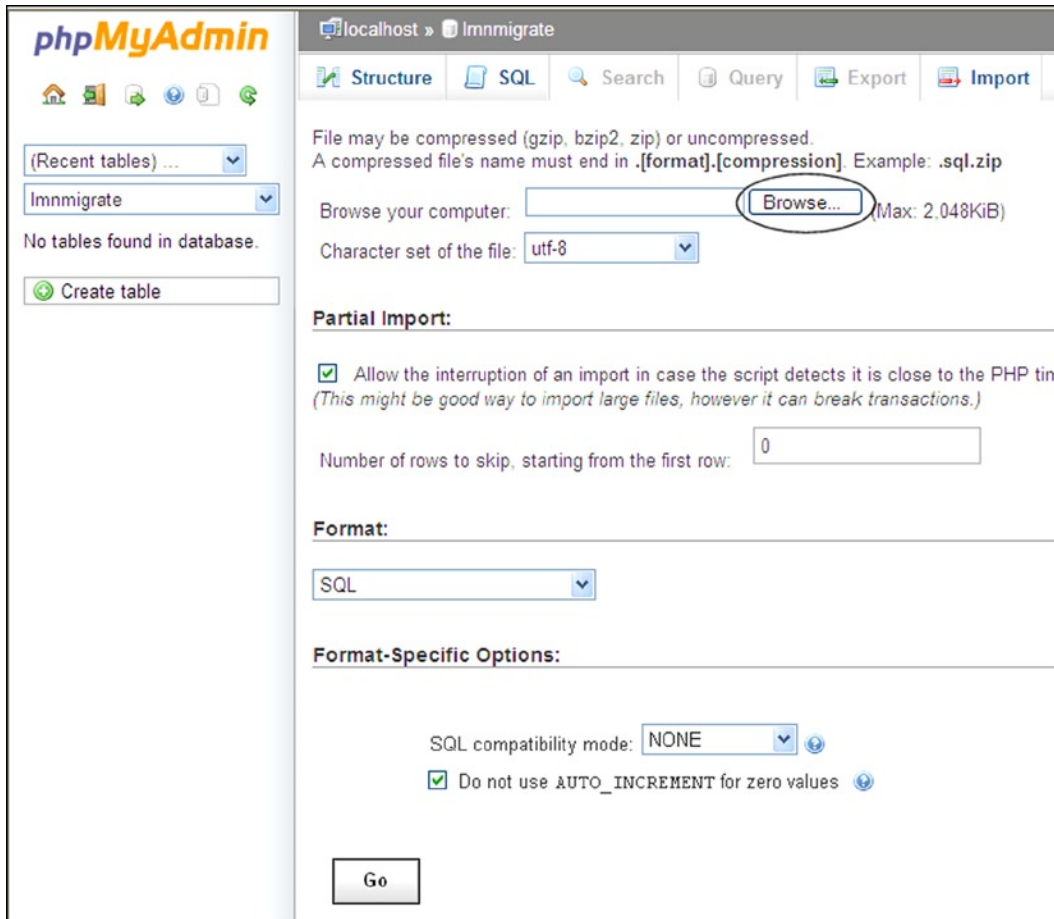 phpMyAdmin
(Recent tables) ...
lmnmigrate
No tables found in database.
Create table
localhost » lmnmigrate
Structure SQL Search Query Export Import
File may be compressed (gzip, bzip2, zip) or uncompressed.
A compressed file's name must end in .[format].[compression]. Example: .sql.zip
Browse your computer: Browse... (Max: 2,048KiB)
Character set of the file: utf-8
Partial Import:
Allow the interruption of an import in case the script detects it is close to the PHP
(This might be good way to import large files, however it can break transactions.)
Number of rows to skip, starting from the first row: 0
Format:
SQL
Format-Specific Options:
SQL compatibility mode: NONE
Do not use AUTO_INCREMENT for zero values
Go